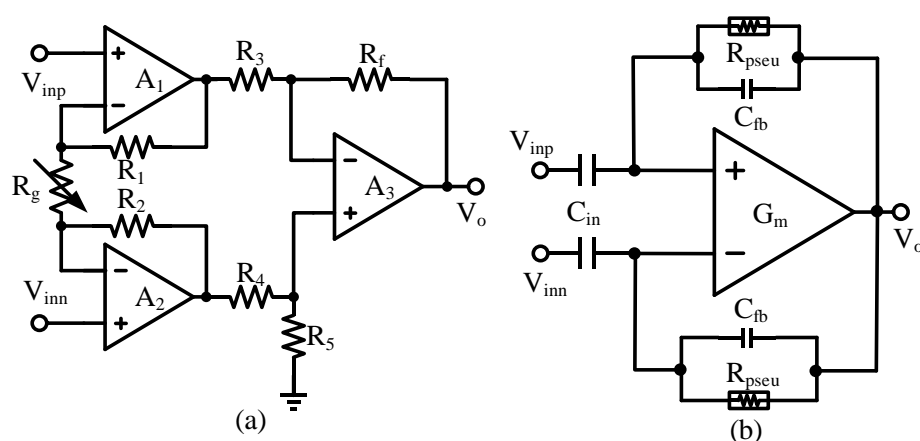 V_inp
A_1
R_3
R_f
R_1
R_g
R_2
A_3
V_o
V_inn
A_2
R_4
R_5
(a)
R_pseu
C_fb
V_inp
C_in
G_m
V_o
V_inn
C_fb
R_pseu
(b)